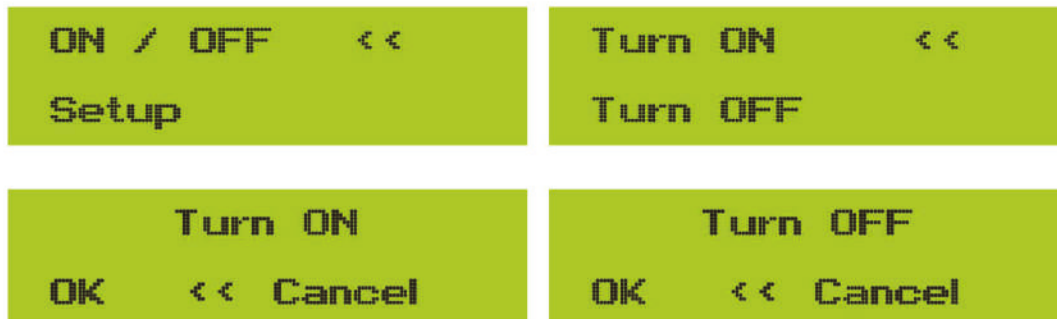 ON / OFF <<
Setup
Turn ON <<
Turn OFF
Turn ON
OK << Cancel
Turn OFF
OK << Cancel